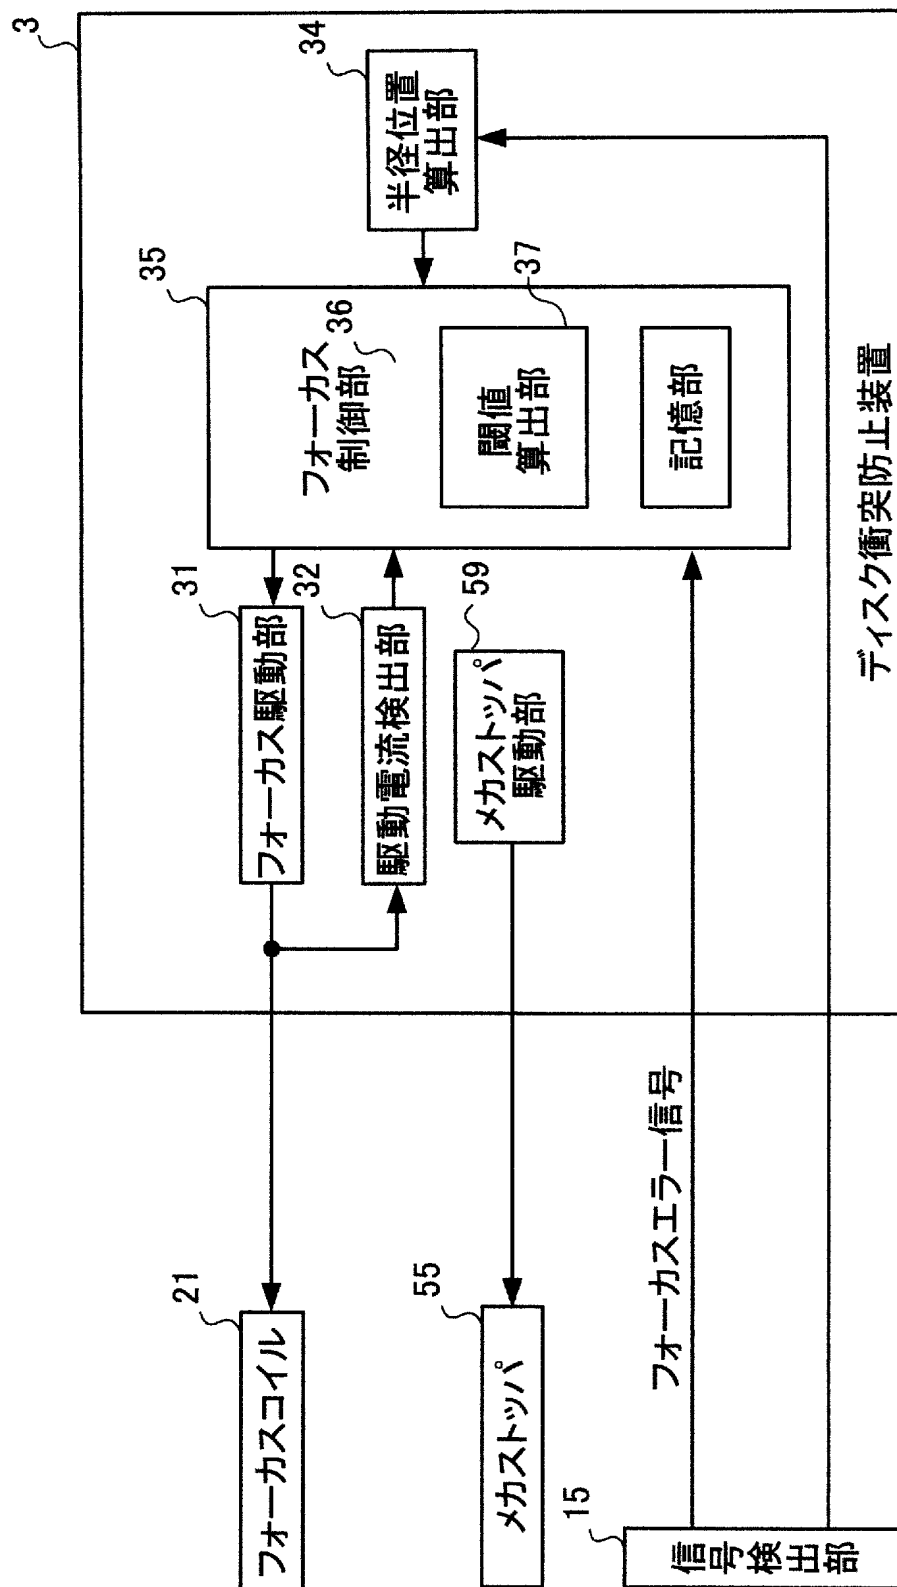 3
34
半径位置
算出部
35
フォーカス
制御部
36
37
閾値
算出部
記憶部
31
フォーカス駆動部
32
駆動電流検出部
59
メカストッパ
駆動部
ディスク衝突防止装置
21
フォーカスコイル
55
メカストッパ
フォーカスエラー信号
15
信号検出部